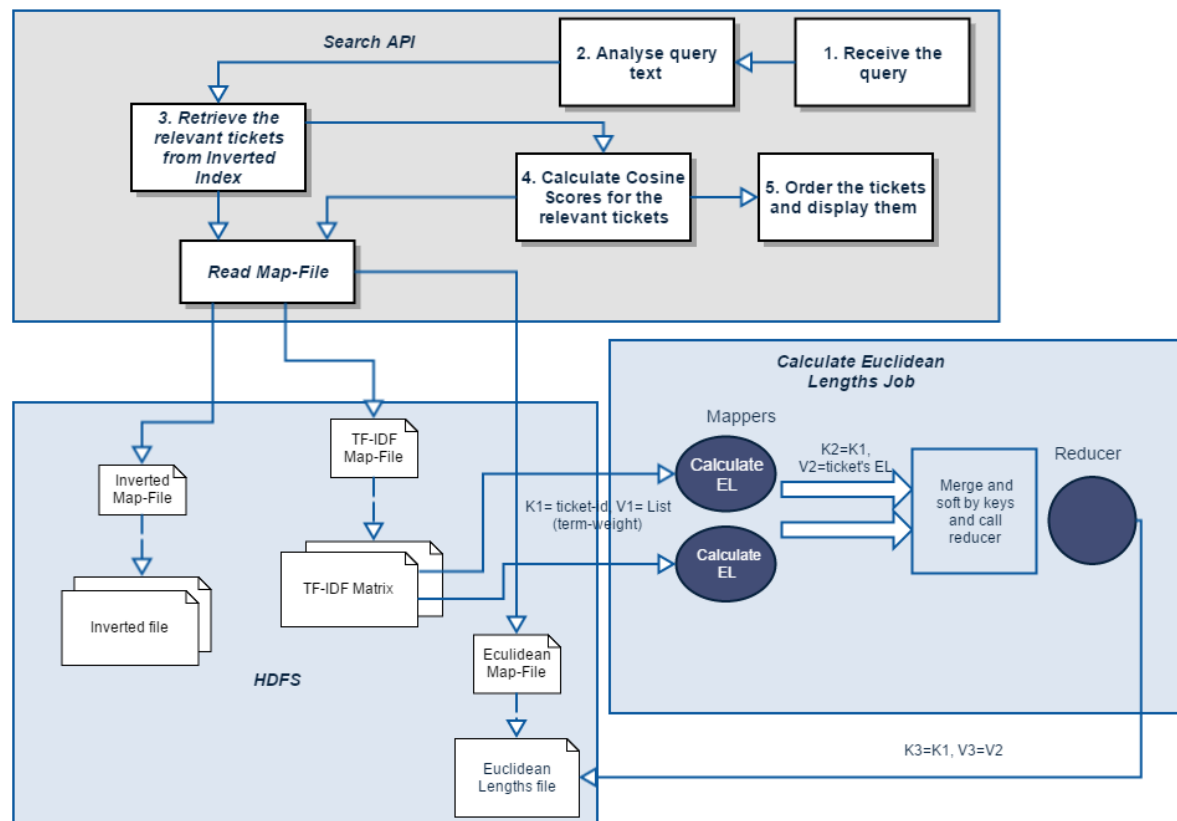 Search API
1. Receive the
query
2. Analyse query
text
3. Retrieve the
relevant tickets
from Inverted
Index
4. Calculate Cosine
Scores for the
relevant tickets
5. Order the tickets
and display them
Read Map-File
Calculate Euclidean
Lengths Job
Mappers
Calculate
EL
Calculate
EL
K2=K1,
V2=ticket's EL
Merge and
soft by keys
and call
reducer
Reducer
K1= ticket-id, V1= List
(term-weight)
TF-IDF
Map-File
Inverted
Map-File
TF-IDF Matrix
Inverted file
Eculidean
Map-File
HDFS
Euclidean
Lengths file
K3=K1, V3=V2